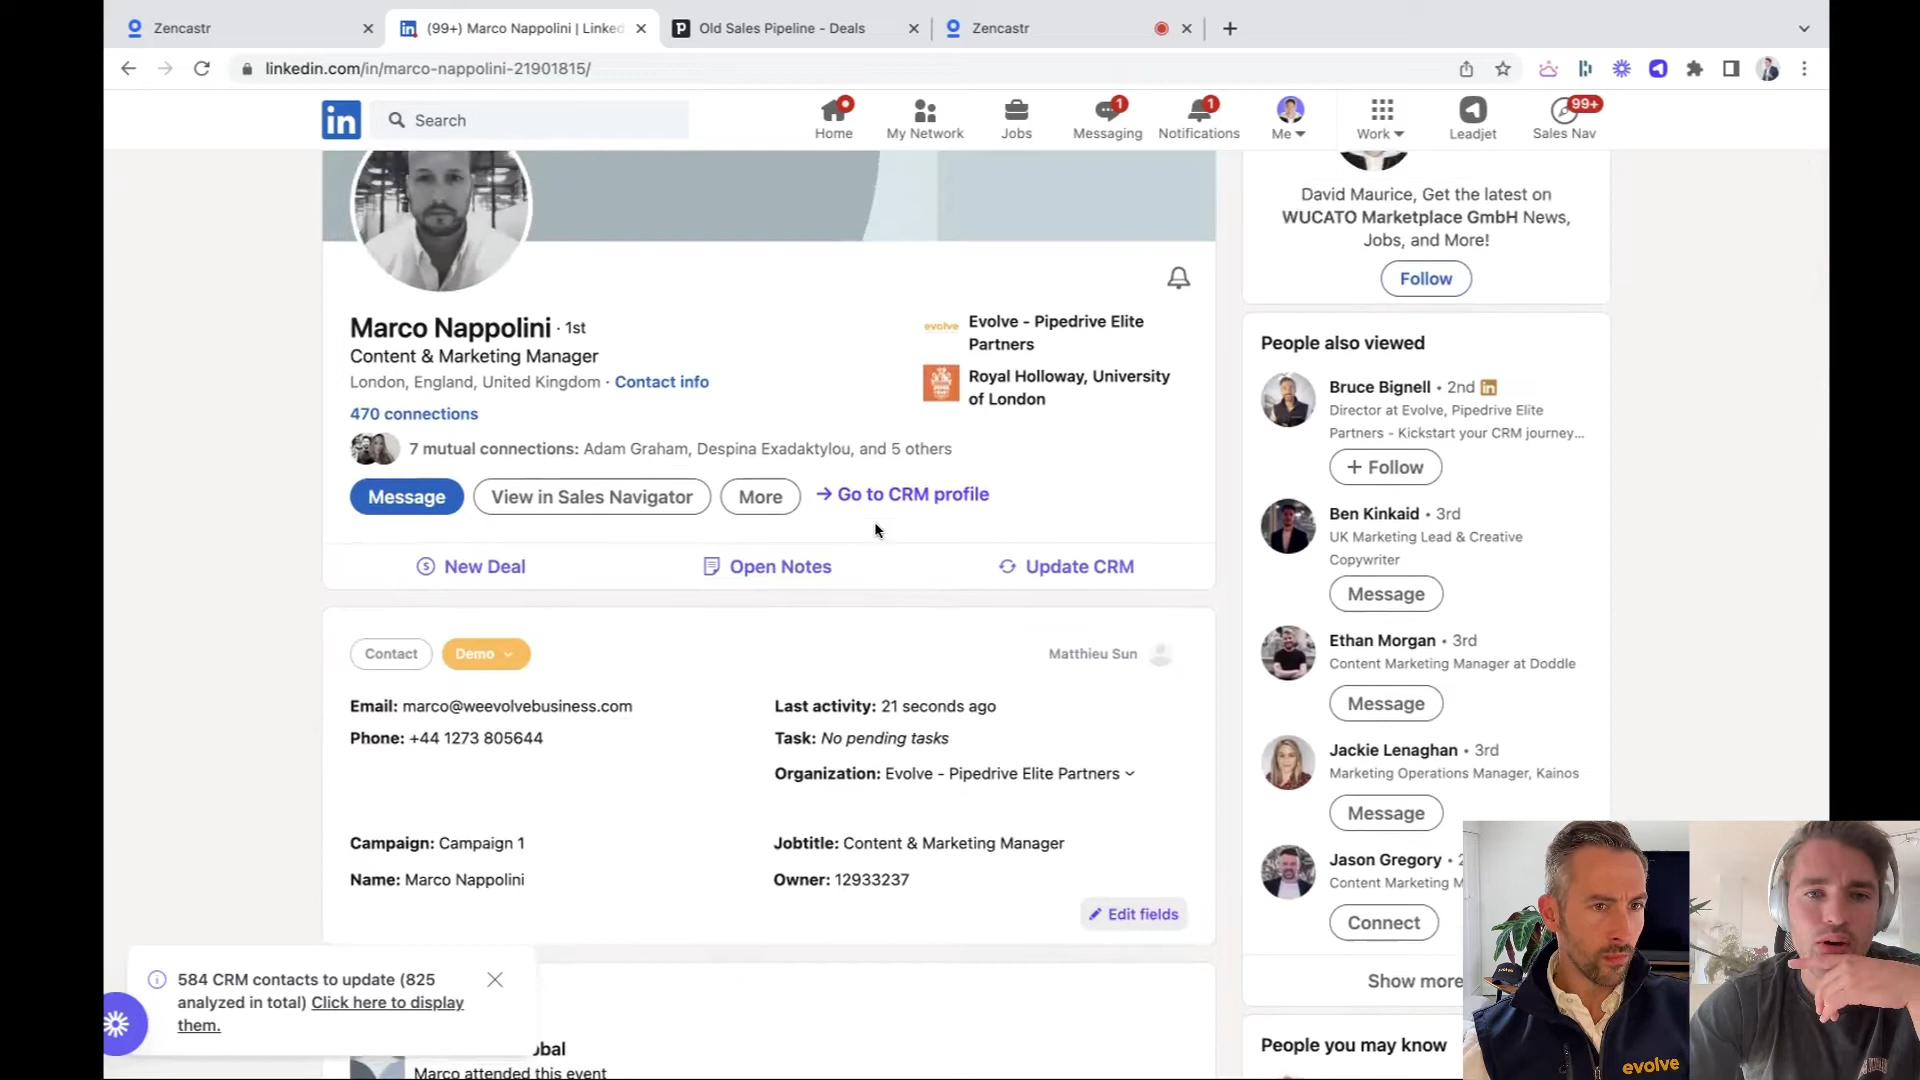 Zencastr
(99+) Marco Nappolini | Linked
Old Sales Pipeline - Deals
Zencastr
linkedin.com/in/marco-nappolini-21901815/
in
Search
Home
My Network
1
Jobs
Messaging
1
Notifications
Me
Work
Leadjet
99+
Sales Nav
David Maurice, Get the latest on
WUCATO Marketplace GmbH News,
Jobs, and More!
Follow
Marco Nappolini · 1st
Content & Marketing Manager
London, England, United Kingdom · Contact info
470 connections
7 mutual connections: Adam Graham, Despina Exadaktylou, and 5 others
evolve
Evolve - Pipedrive Elite
Partners
Royal Holloway, University
of London
Message
View in Sales Navigator
More
→ Go to CRM profile
New Deal
Open Notes
Update CRM
Contact
Demo
Matthieu Sun
Email: marco@weevolvebusiness.com
Phone: +44 1273 805644
Last activity: 21 seconds ago
Task: No pending tasks
Organization: Evolve - Pipedrive Elite Partners
Campaign: Campaign 1
Jobtitle: Content & Marketing Manager
Name: Marco Nappolini
Owner: 12933237
Edit fields
584 CRM contacts to update (825
analyzed in total) Click here to display
them.
Marco attended this event
People also viewed
Bruce Bignell • 2nd in
Director at Evolve, Pipedrive Elite
Partners - Kickstart your CRM journey...
+ Follow
Ben Kinkaid • 3rd
UK Marketing Lead & Creative
Copywriter
Message
Ethan Morgan • 3rd
Content Marketing Manager at Doddle
Message
Jackie Lenaghan • 3rd
Marketing Operations Manager, Kainos
Message
Jason Gregory •
Content Marketing M
Connect
Show more
People you may know
evolve